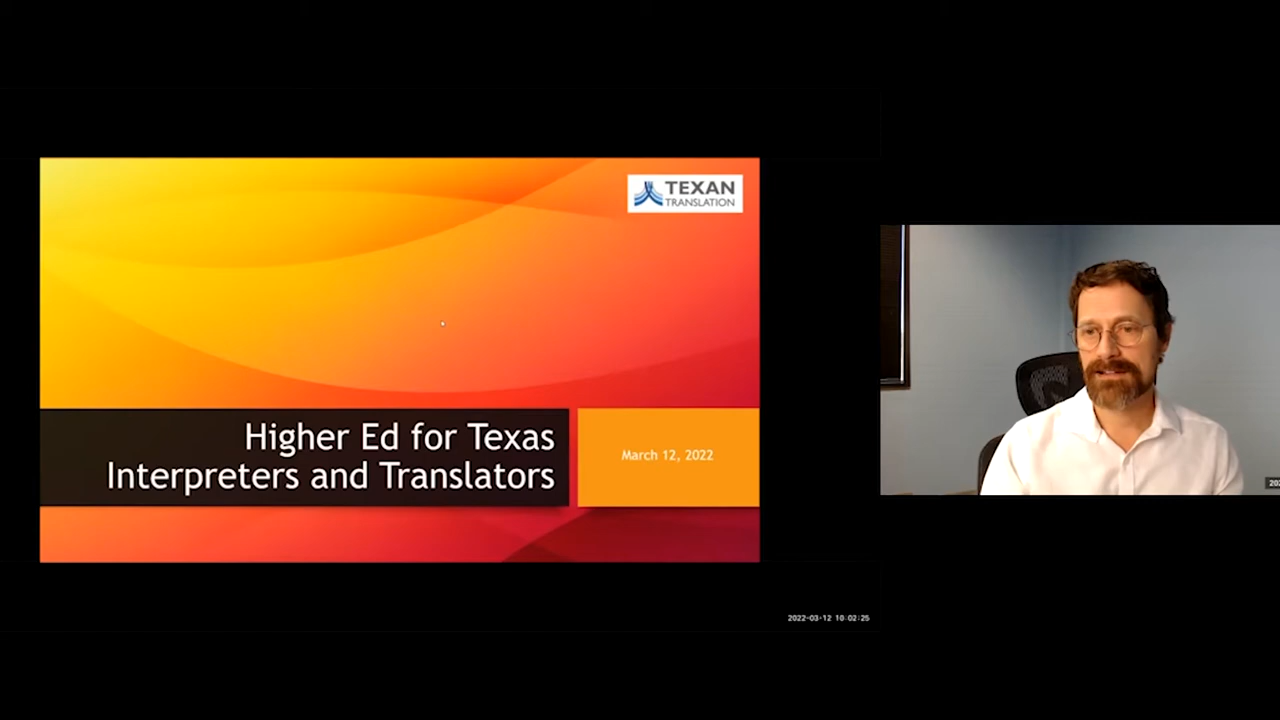 TEXAN
TRANSLATION
Higher Ed for Texas
Interpreters and Translators
March 12, 2022
2022-03-12 10:02:25